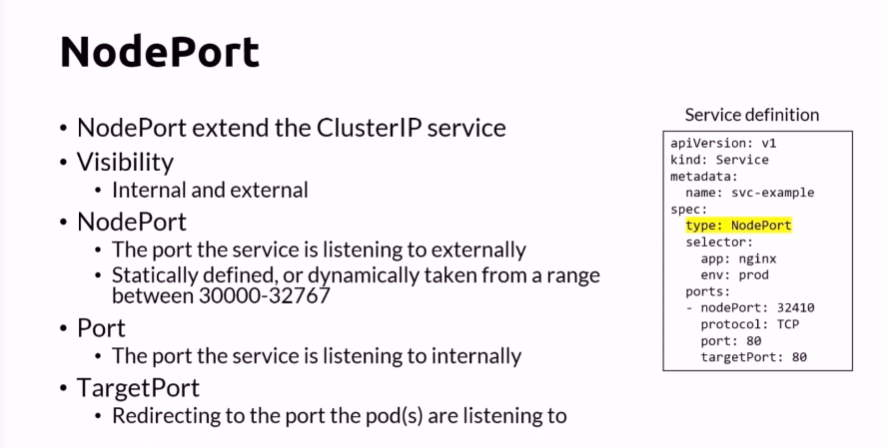 NodePort
• NodePort extend the ClusterIP service
• Visibility
• Internal and external
• NodePort
• The port the service is listening to externally
• Statically defined, or dynamically taken from a range
between 30000-32767
• Port
• The port the service is listening to internally
• TargetPort
• Redirecting to the port the pod(s) are listening to
Service definition
apiVersion: v1
kind: Service
metadata:
  name: svc-example
spec:
  type: NodePort
  selector:
    app: nginx
    env: prod
  ports:
  - nodePort: 32410
    protocol: TCP
    port: 80
    targetPort: 80